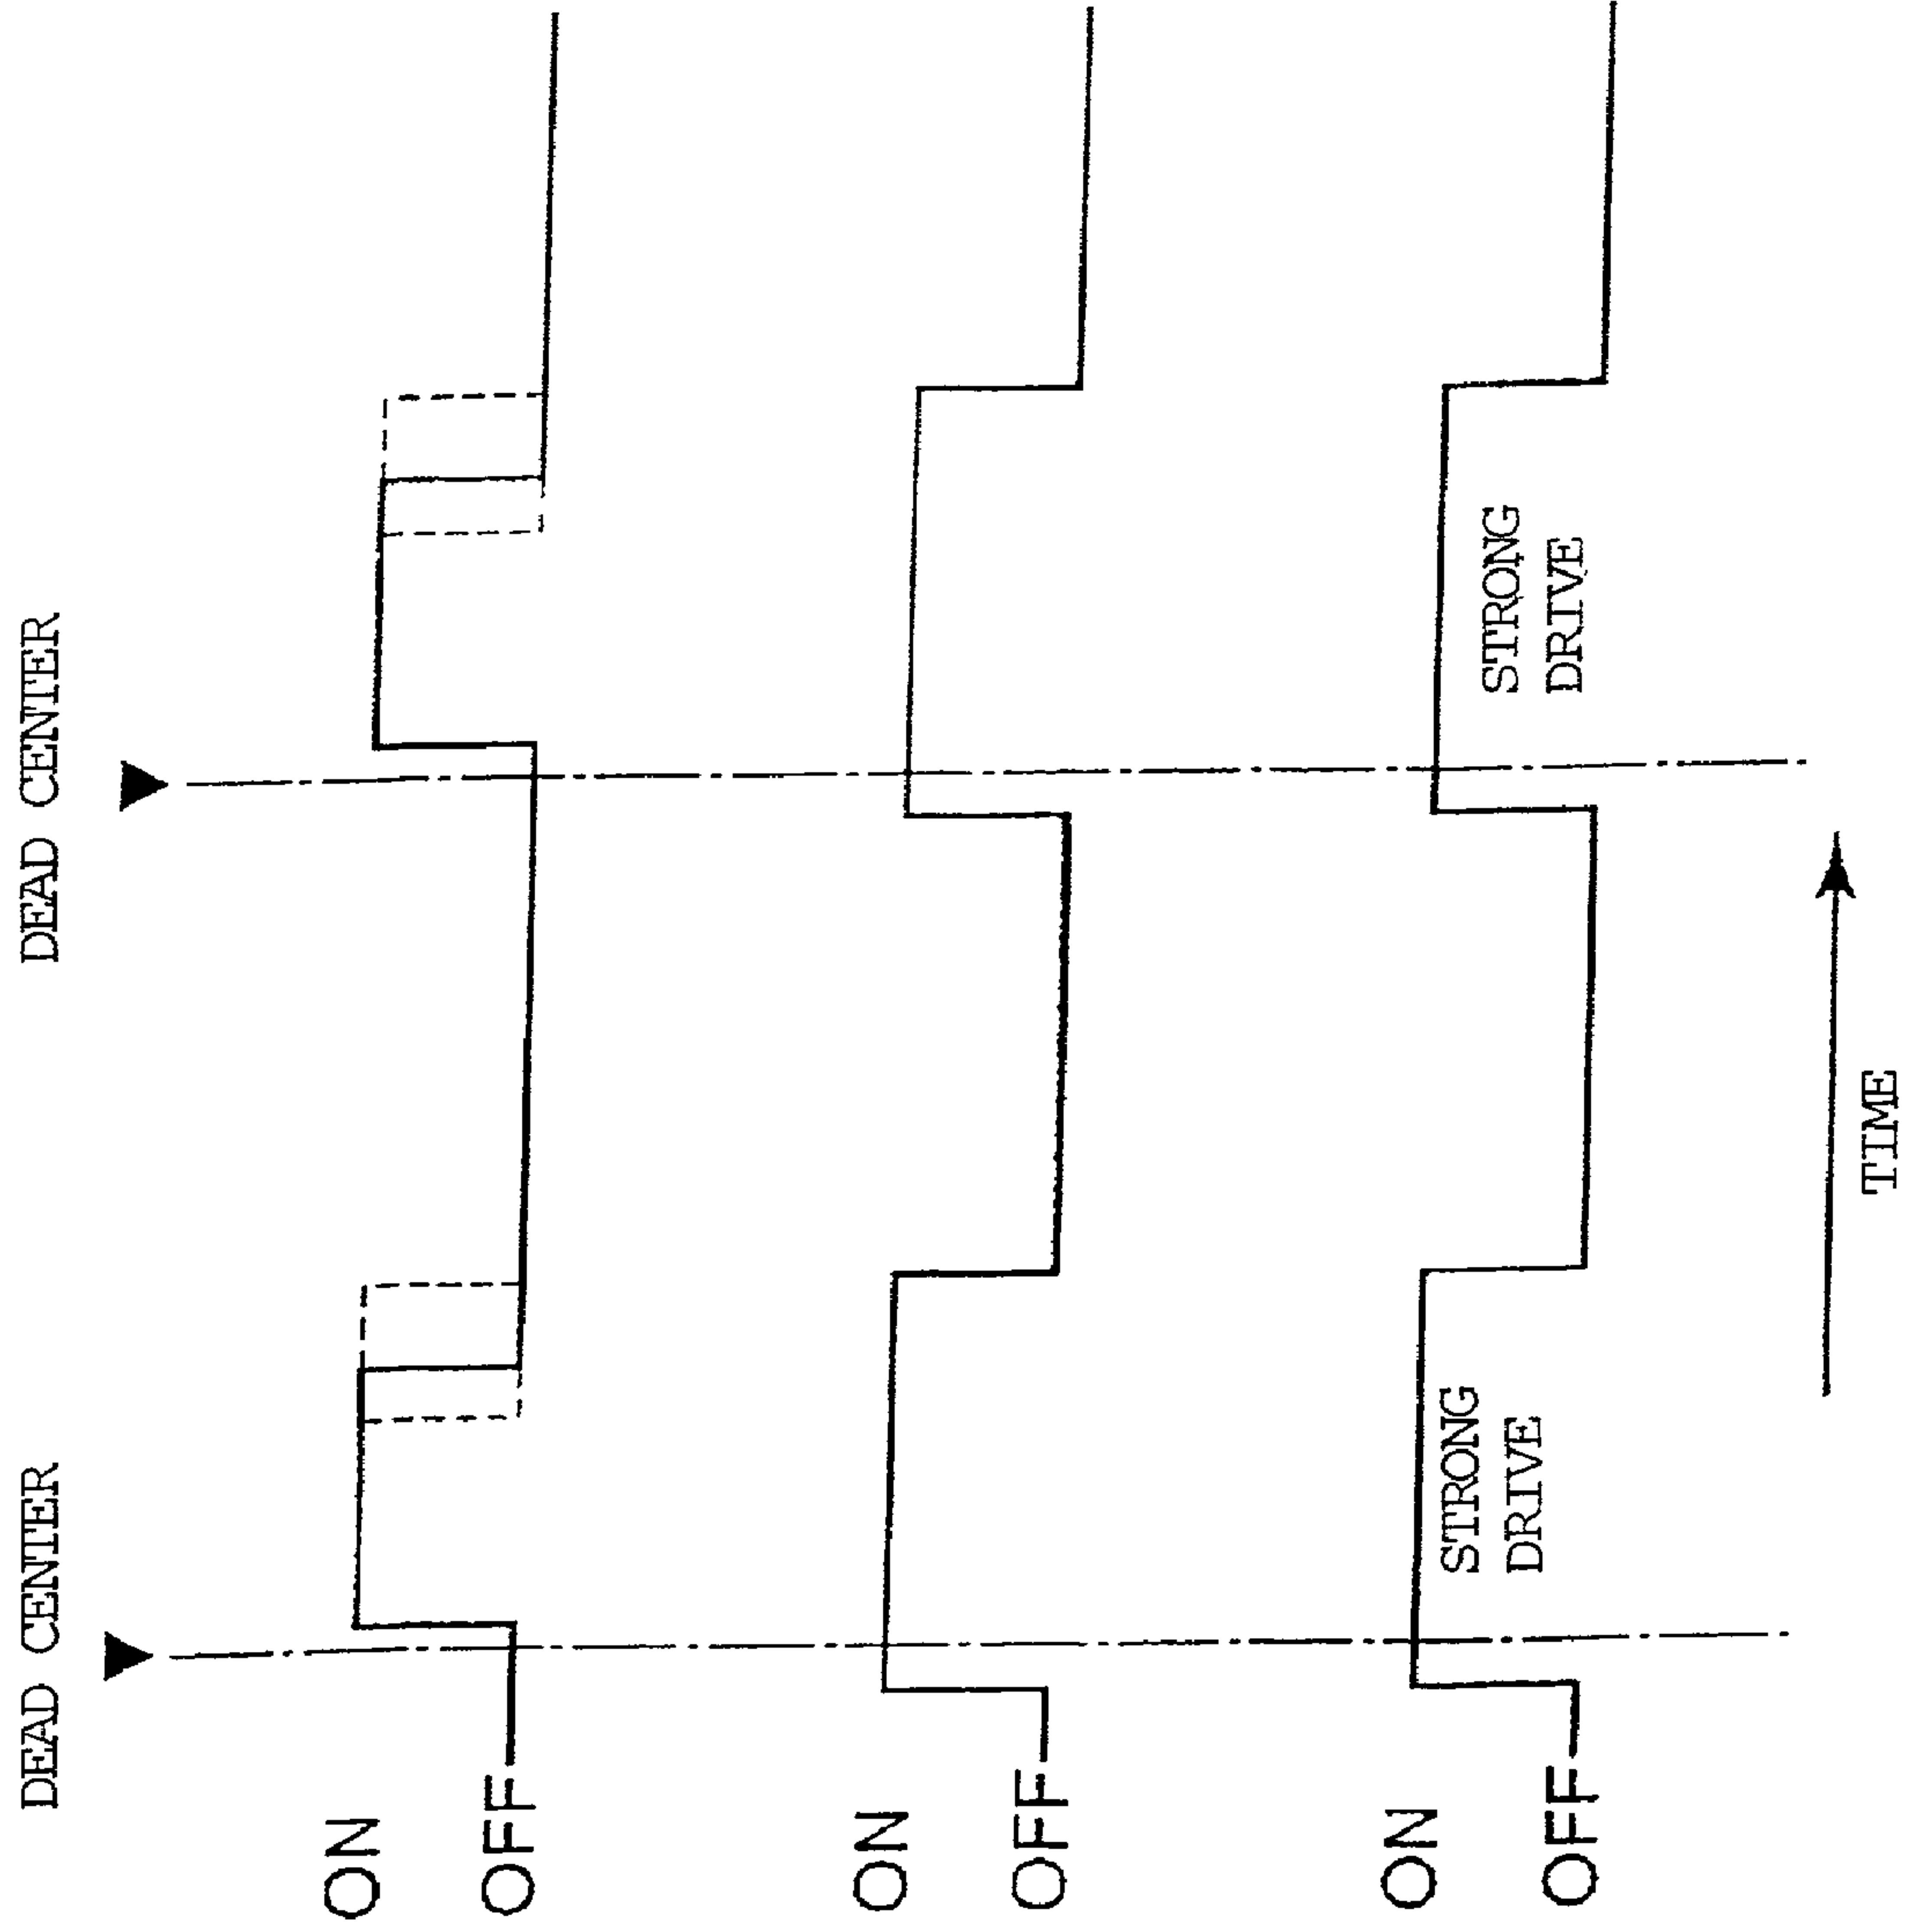 DEAD CENTER
DEAD CENTER
ON
OFF
ON
OFF
ON
OFF
STRONG
DRIVE
STRONG
DRIVE
TIME